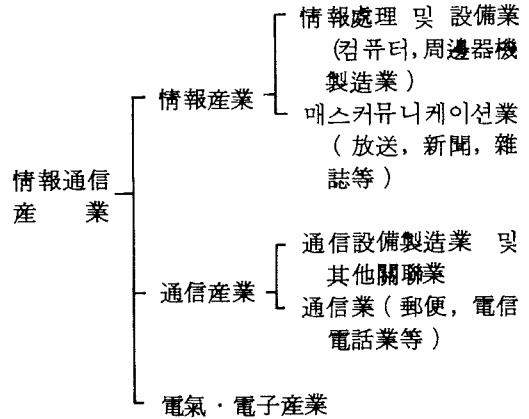 情報處理 및 設備業
(컴퓨터, 周邊器機
製造業)
情報産業
매스커뮤니케이션業
( 放送, 新聞, 雜
誌等 )
情報通信
産 業
通信設備製造業 및
其他關聯業
通信産業
通信業 ( 郵便, 電信
電話業等 )
電氣 · 電子産業